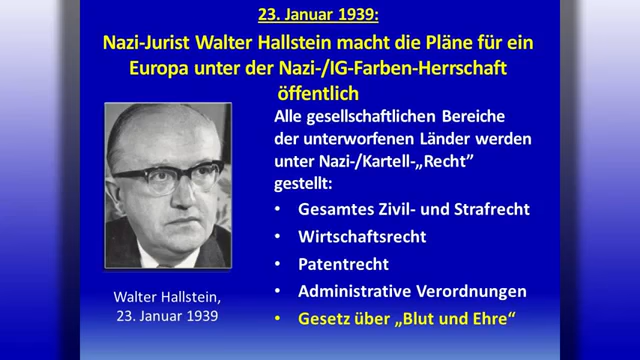 23. Januar 1939:
Nazi-Jurist Walter Hallstein macht die Pläne für ein
Europa unter der Nazi-/IG-Farben-Herrschaft
öffentlich
Alle gesellschaftlichen Bereiche
der unterworfenen Länder werden
unter Nazi-/Kartell-„Recht”
gestellt:
• Gesamtes Zivil- und Strafrecht
• Wirtschaftsrecht
• Patentrecht
• Administrative Verordnungen
• Gesetz über „Blut und Ehre“
Walter Hallstein,
23. Januar 1939